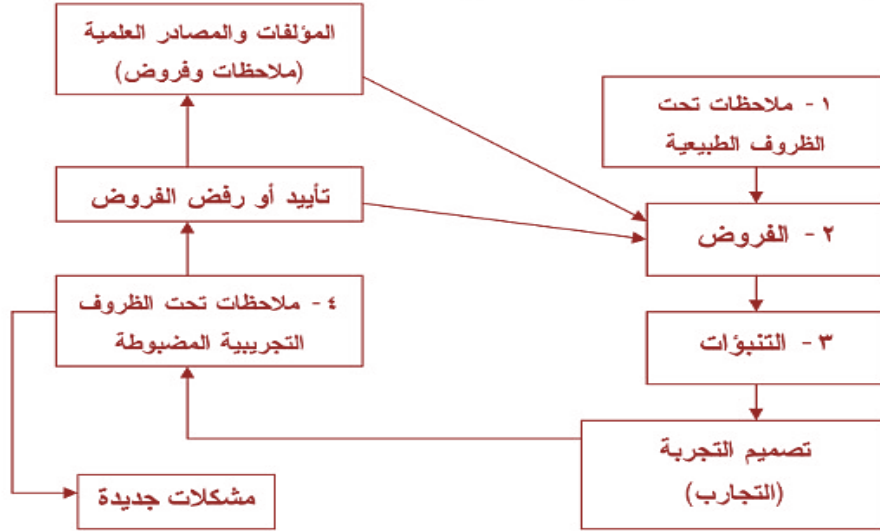 المؤلفات والمصادر العلمية
(ملاحظات وفروض)
١ - ملاحظات تحت
الظروف الطبيعية
تأييد أو رفض الفروض
٢ - الفروض
٤ - ملاحظات تحت الظروف
التجريبية المضبوطة
٣ - التنبؤات
تصميم التجربة
(التجارب)
مشكلات جديدة